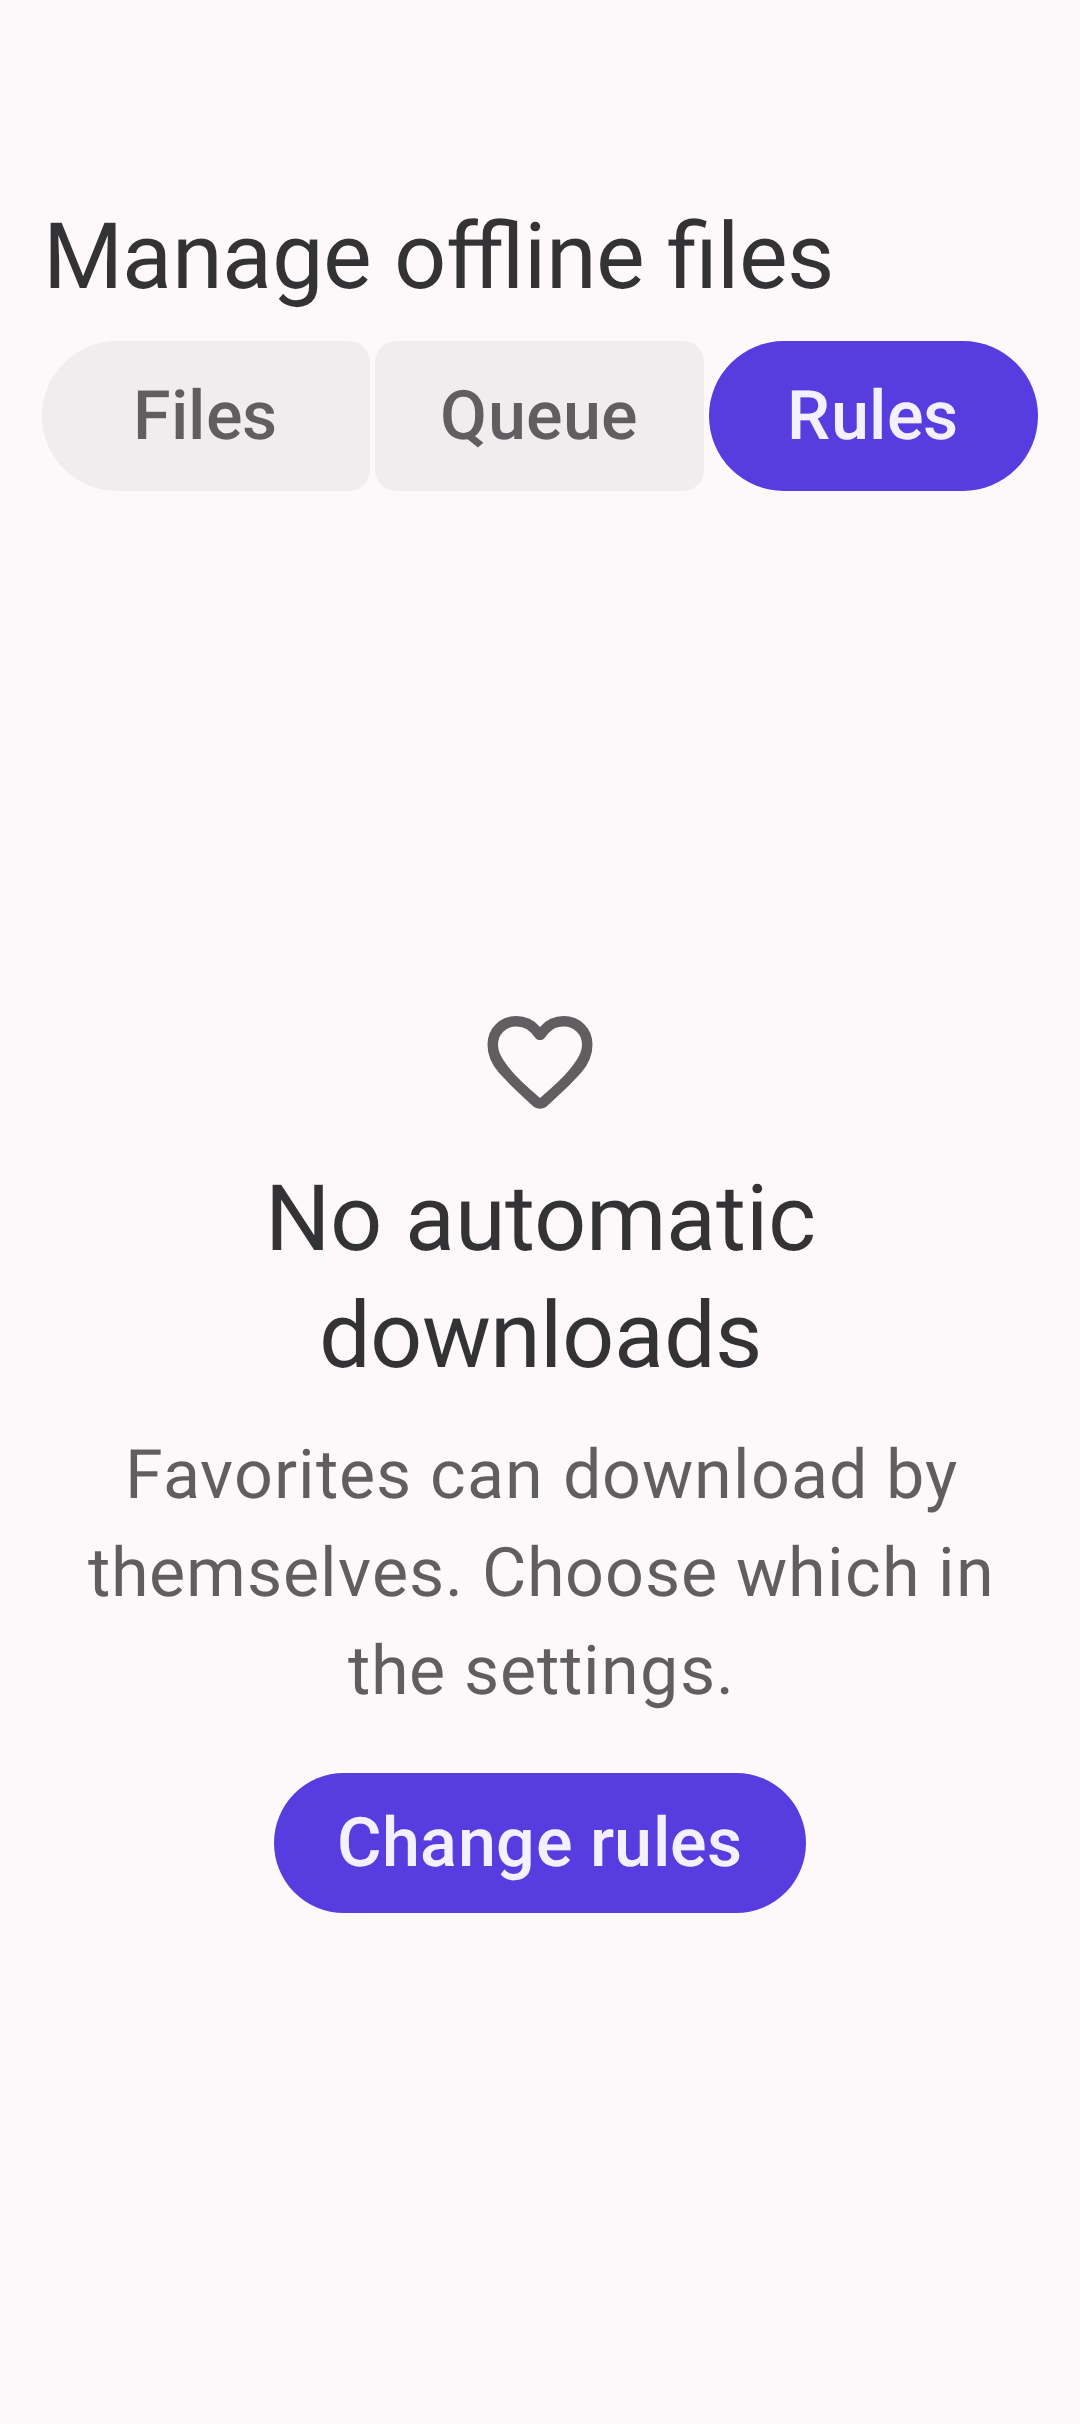 Manage offline files
Files
Queue
Rules
No automatic
downloads
Favorites can download by
themselves. Choose which in
the settings.
Change rules